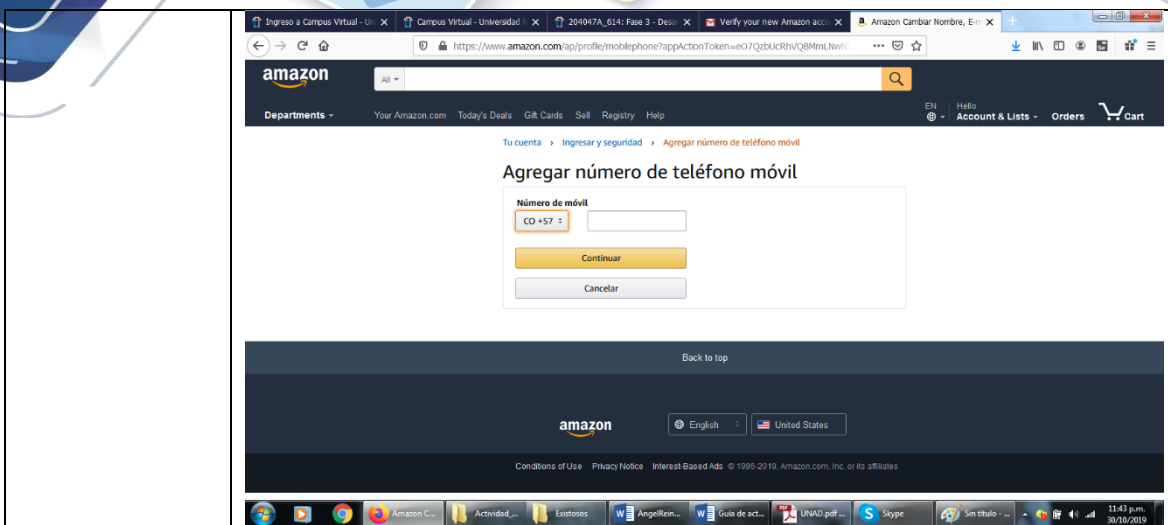 Ingreso a Campus Virtual - Un
Campus Virtual - Universidad
204047A_614: Fase 3 - Desar
Verify your new Amazon acco
Amazon Cambiar Nombre, E-m
https://www.amazon.com/ap/profile/mobilephone?appActionToken=
amazon
All
Departments
Your Amazon.com Today's Deals Gift Cards Sell Registry Help
EN
Hello
Account & Lists
Orders
Cart
Tu cuenta › Ingresar y seguridad › Agregar número de teléfono móvil
Agregar número de teléfono móvil
Número de móvil
CO +57
Continuar
Cancelar
Back to top
amazon
English
United States
Conditions of Use Privacy Notice Interest-Based Ads © 1996-2019, Amazon.com, Inc. or its affiliates
Amazon C...
Actividad_...
Exstosos
AngelRein...
Guia de act...
UNAD.pdf ...
Skype
Sin título - ...
11:43 p.m.
30/10/2019